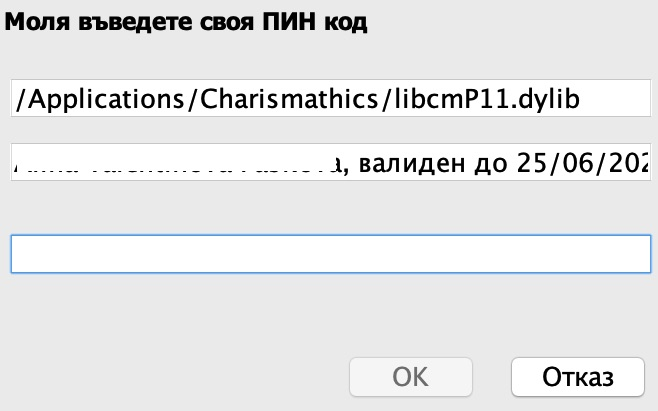 Моля въведете своя ПИН код
/Applications/Charismathics/libcmP11.dylib
валиден до 25/06/202
OK
Отказ